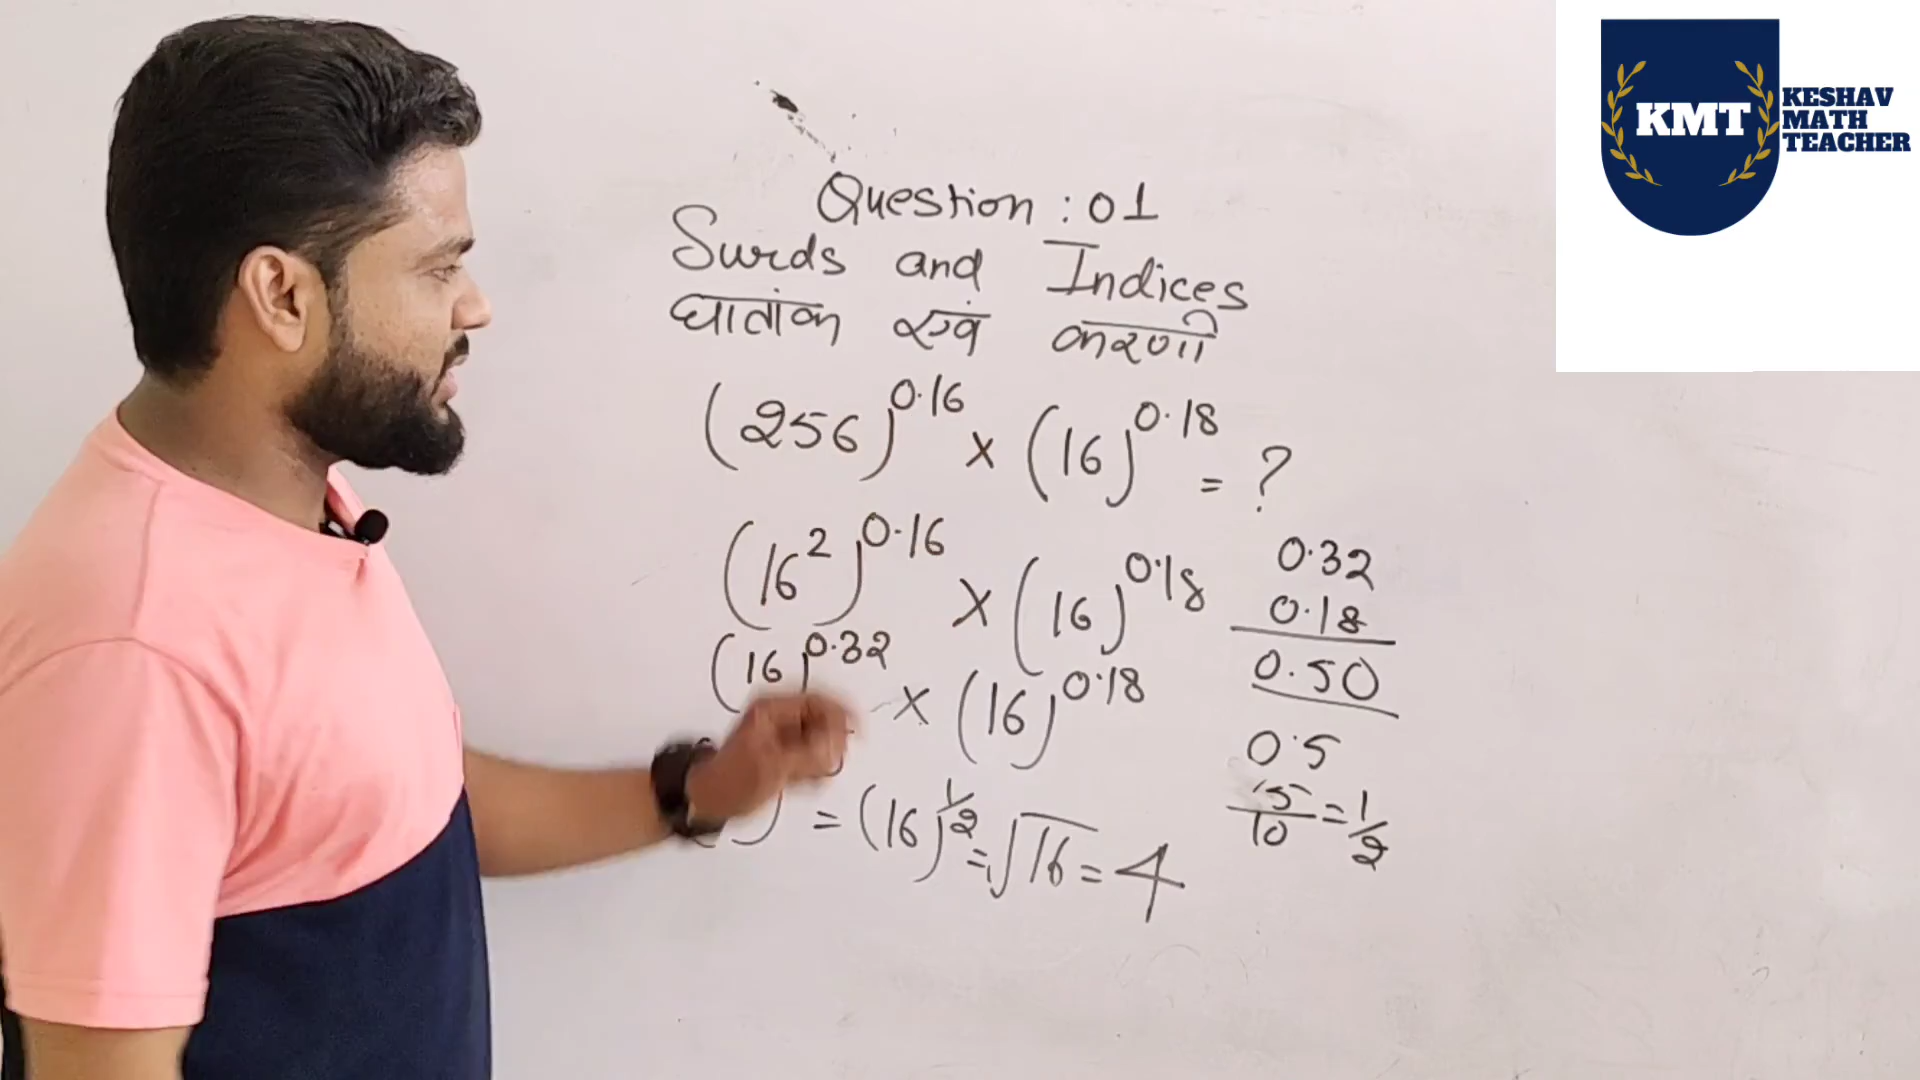 KMT
KESHAV
MATH
TEACHER
Question : 01
Surds and Indices
घातांक एवं करणी
(256)^0.16 × (16)^0.18 = ?
(16^2)^0.16 × (16)^0.18
(16)^0.32 × (16)^0.18
= (16)^1/2 = √16 = 4
0.32
0.18
0.50
0.5
5/10 = 1/2